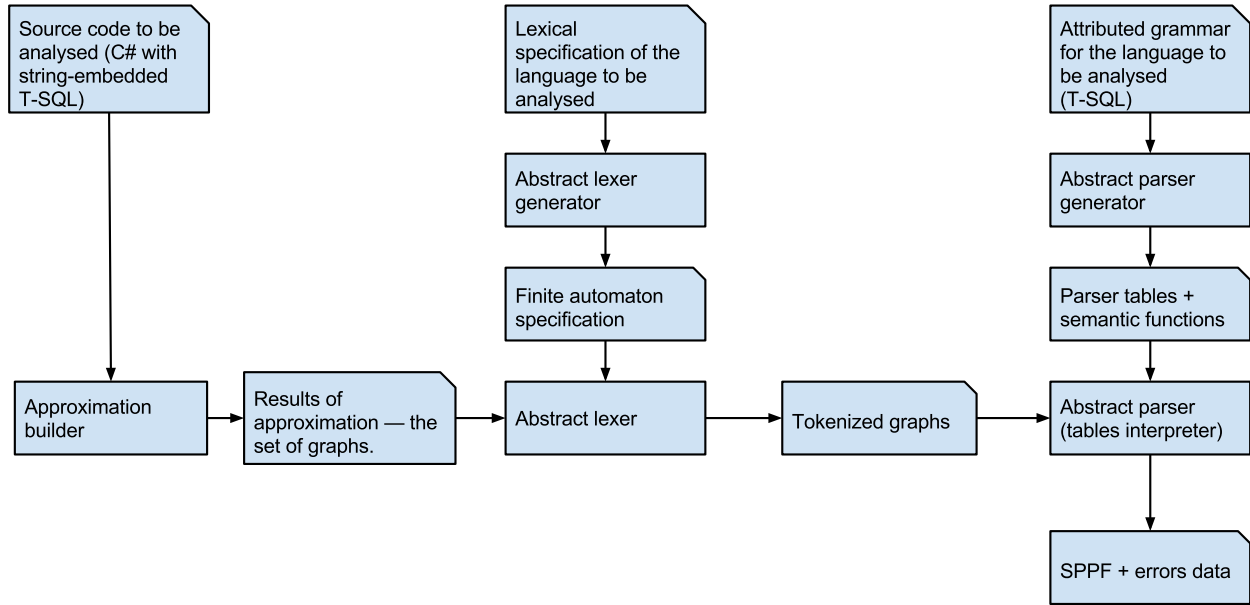 Source code to be
analysed (C# with
string-embedded
T-SQL)
Lexical
specification of the
language to be
analysed
Attributed grammar
for the language to
be analysed
(T-SQL)
Abstract lexer
generator
Abstract parser
generator
Finite automaton
specification
Parser tables +
semantic functions
Approximation
builder
Results of
approximation — the
set of graphs.
Abstract lexer
Tokenized graphs
Abstract parser
(tables interpreter)
SPPF + errors data